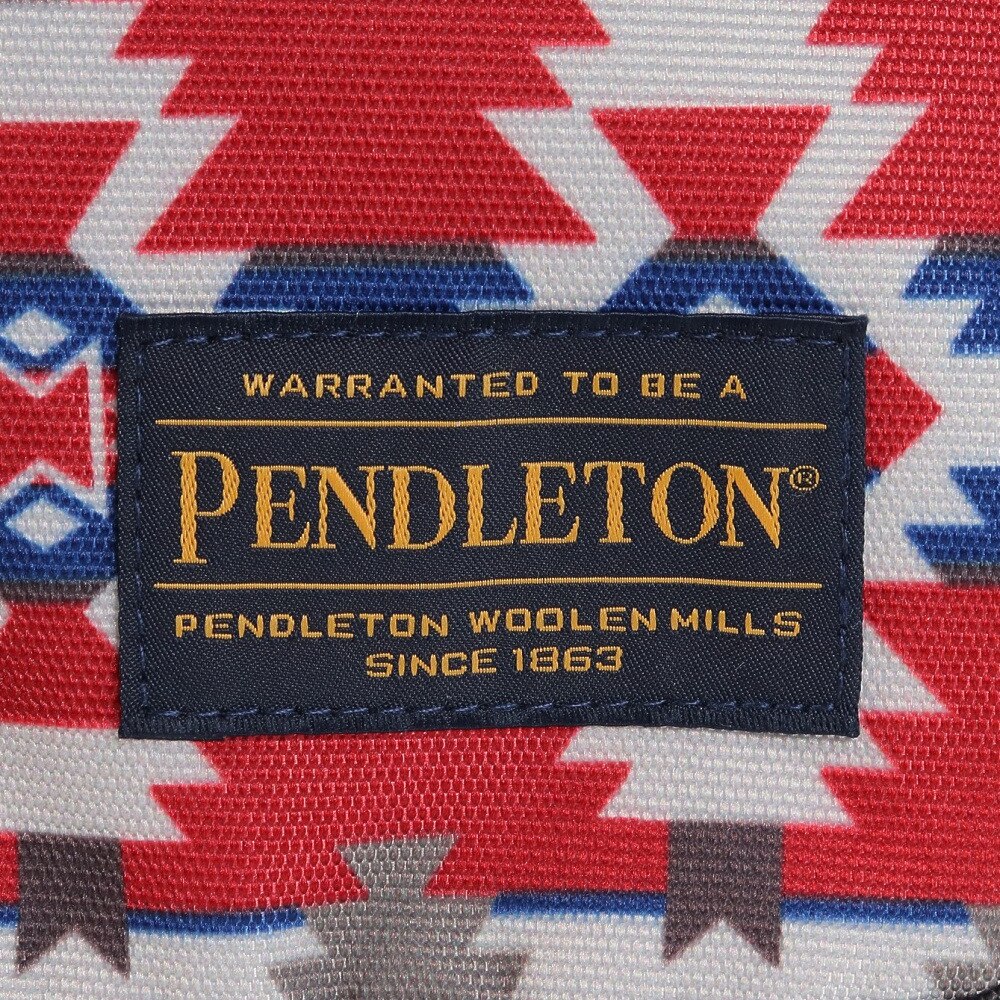 WARRANTED TO BE A
PENDLETON®
PENDLETON WOOLEN MILLS
SINCE 1863